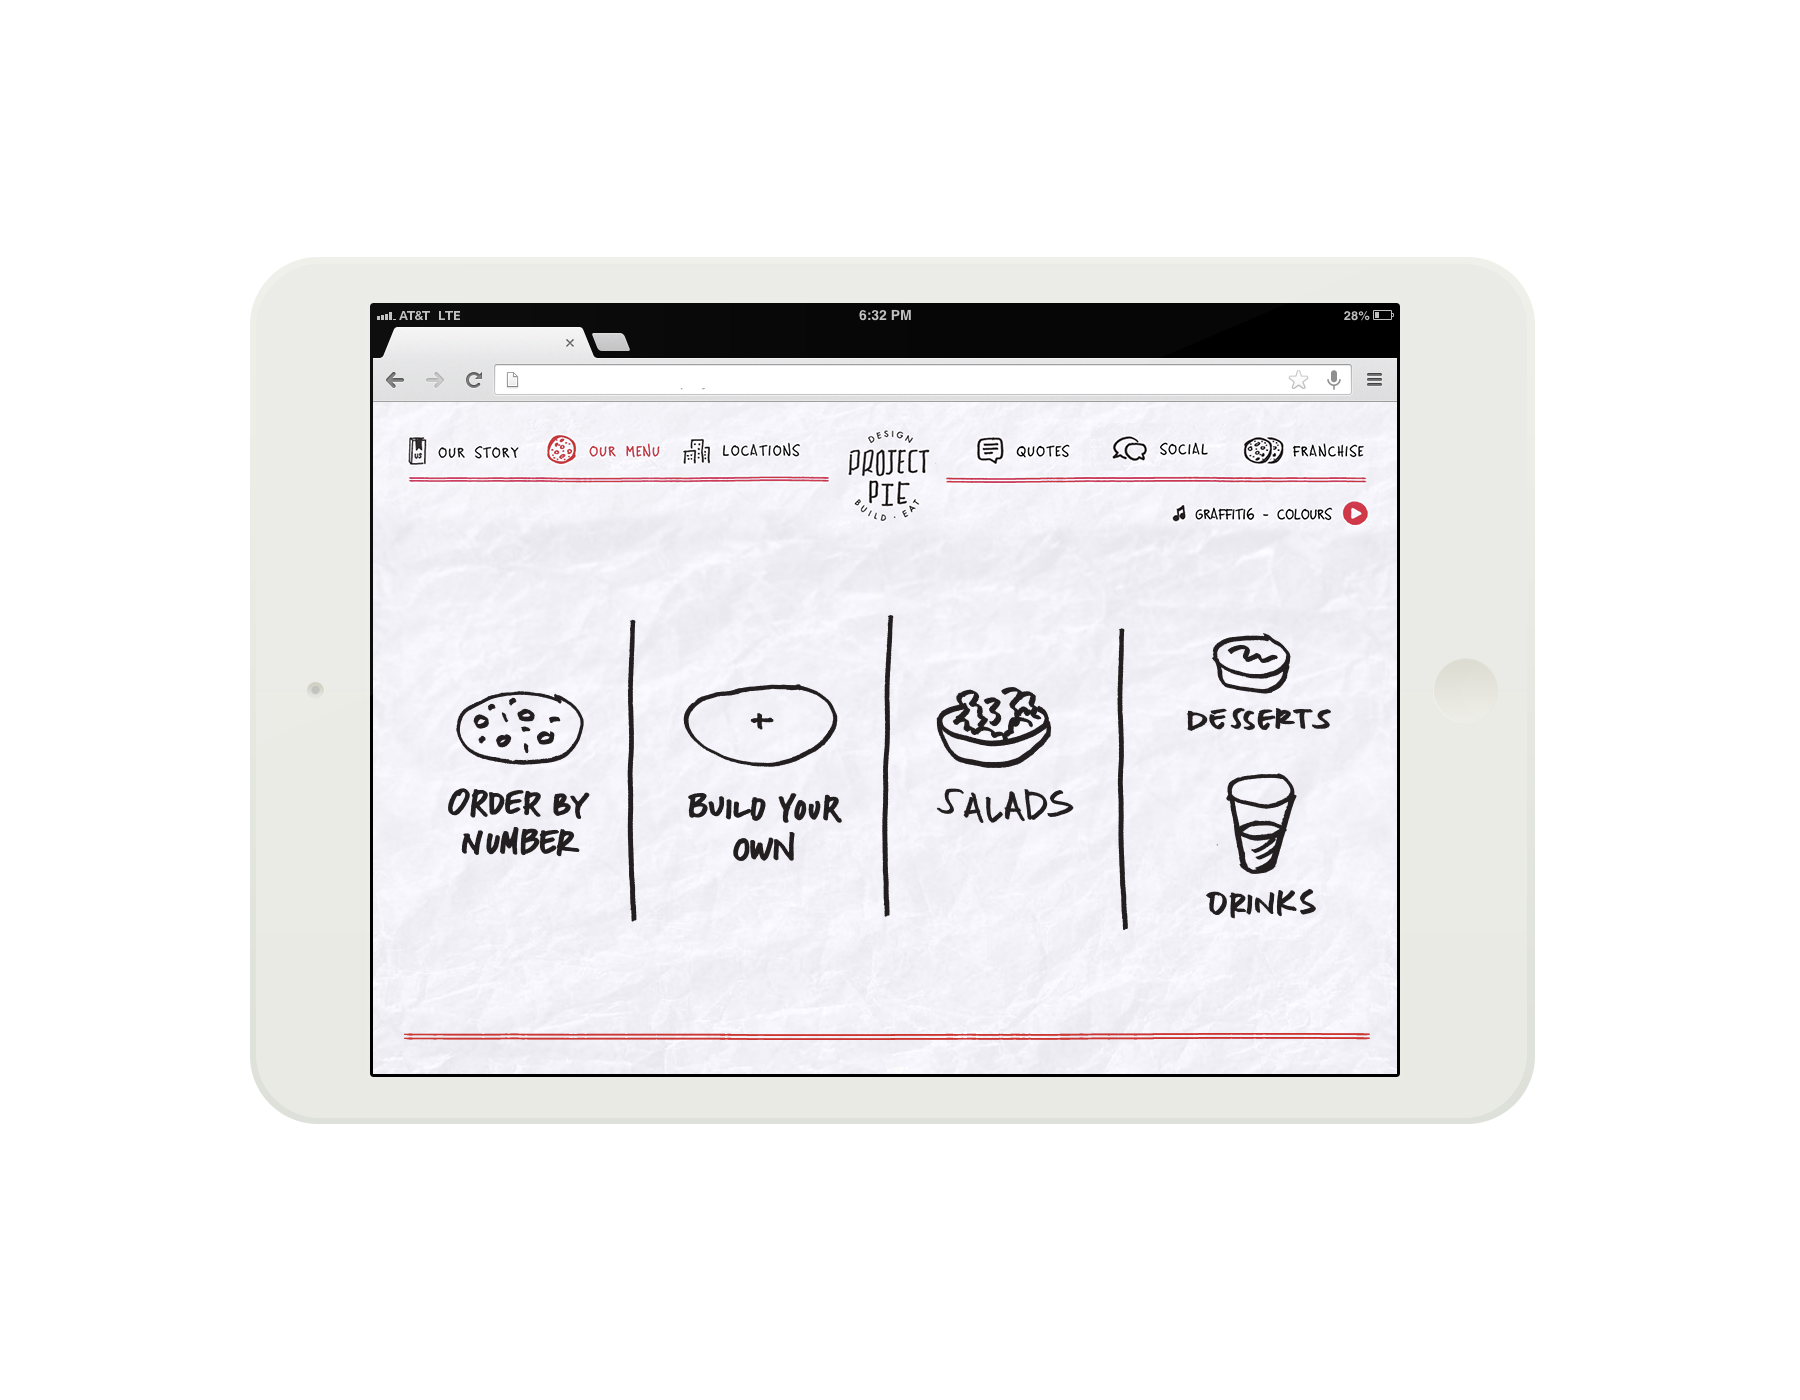 AT&T LTE
6:32 PM
28%
US
OUR STORY
OUR MENU
LOCATIONS
DESIGN
PROJECT
PIE
BUILD · EAT
QUOTES
SOCIAL
FRANCHISE
GRAFFITI6 - COLOURS
ORDER BY
NUMBER
BUILD YOUR
OWN
SALADS
DESSERTS
DRINKS